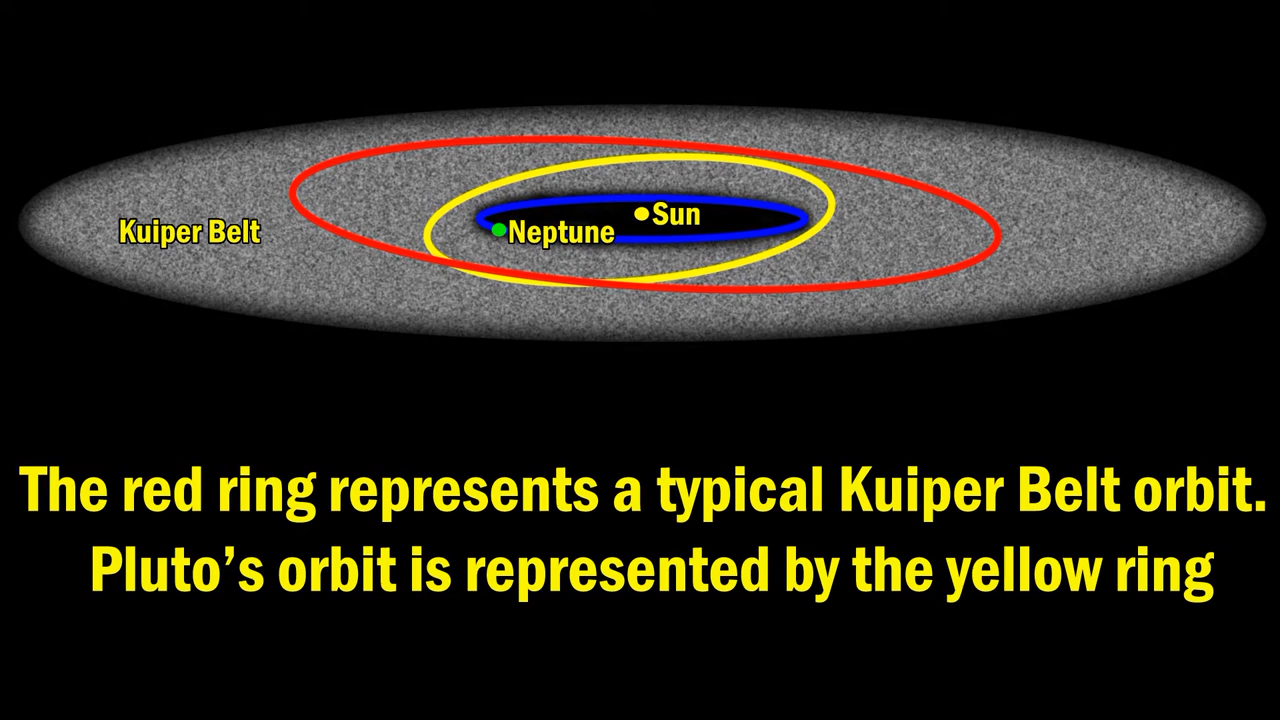 Sun
Kuiper Belt
Neptune
The red ring represents a typical Kuiper Belt orbit.
Pluto’s orbit is represented by the yellow ring